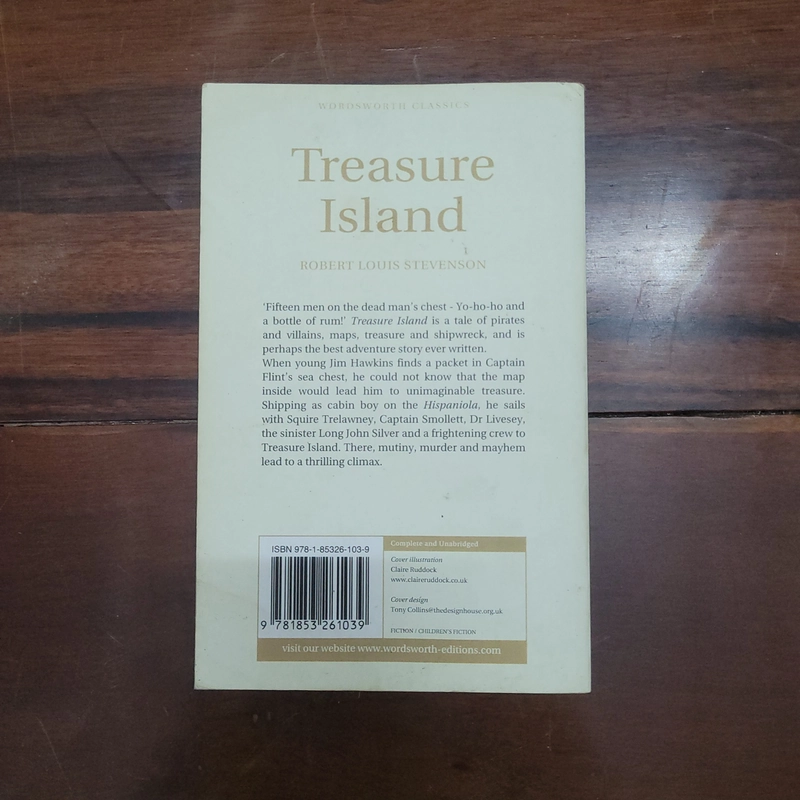 WORDSWORTH CLASSICS
Treasure
Island
ROBERT LOUIS STEVENSON
'Fifteen men on the dead man's chest - Yo-ho-ho and
a bottle of rum!' Treasure Island is a tale of pirates
and villains, maps, treasure and shipwreck, and is
perhaps the best adventure story ever written.
When young Jim Hawkins finds a packet in Captain
Flint's sea chest, he could not know that the map
inside would lead him to unimaginable treasure.
Shipping as cabin boy on the Hispaniola, he sails
with Squire Trelawney, Captain Smollett, Dr Livesey,
the sinister Long John Silver and a frightening crew to
Treasure Island. There, mutiny, murder and mayhem
lead to a thrilling climax.
ISBN 978-1-85326-103-9
9 781853 261039
Complete and Unabridged
Cover illustration
Claire Ruddock
www.claireruddock.co.uk
Cover design
Tony Collins@thedesignhouse.org.uk
FICTION / CHILDREN'S FICTION
visit our website www.wordsworth-editions.com